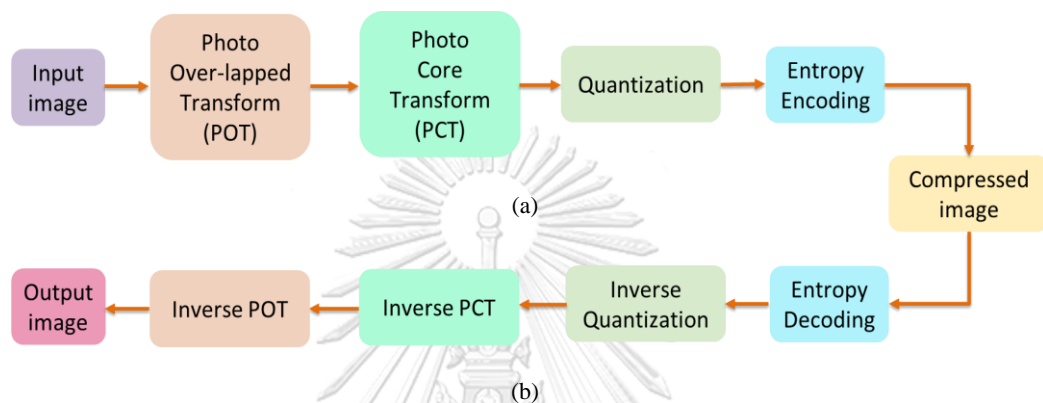 Input
image
Photo
Over-lapped
Transform
(POT)
Photo
Core
Transform
(PCT)
Quantization
Entropy
Encoding
Compressed
image
(a)
Output
image
Inverse POT
Inverse PCT
Inverse
Quantization
Entropy
Decoding
(b)